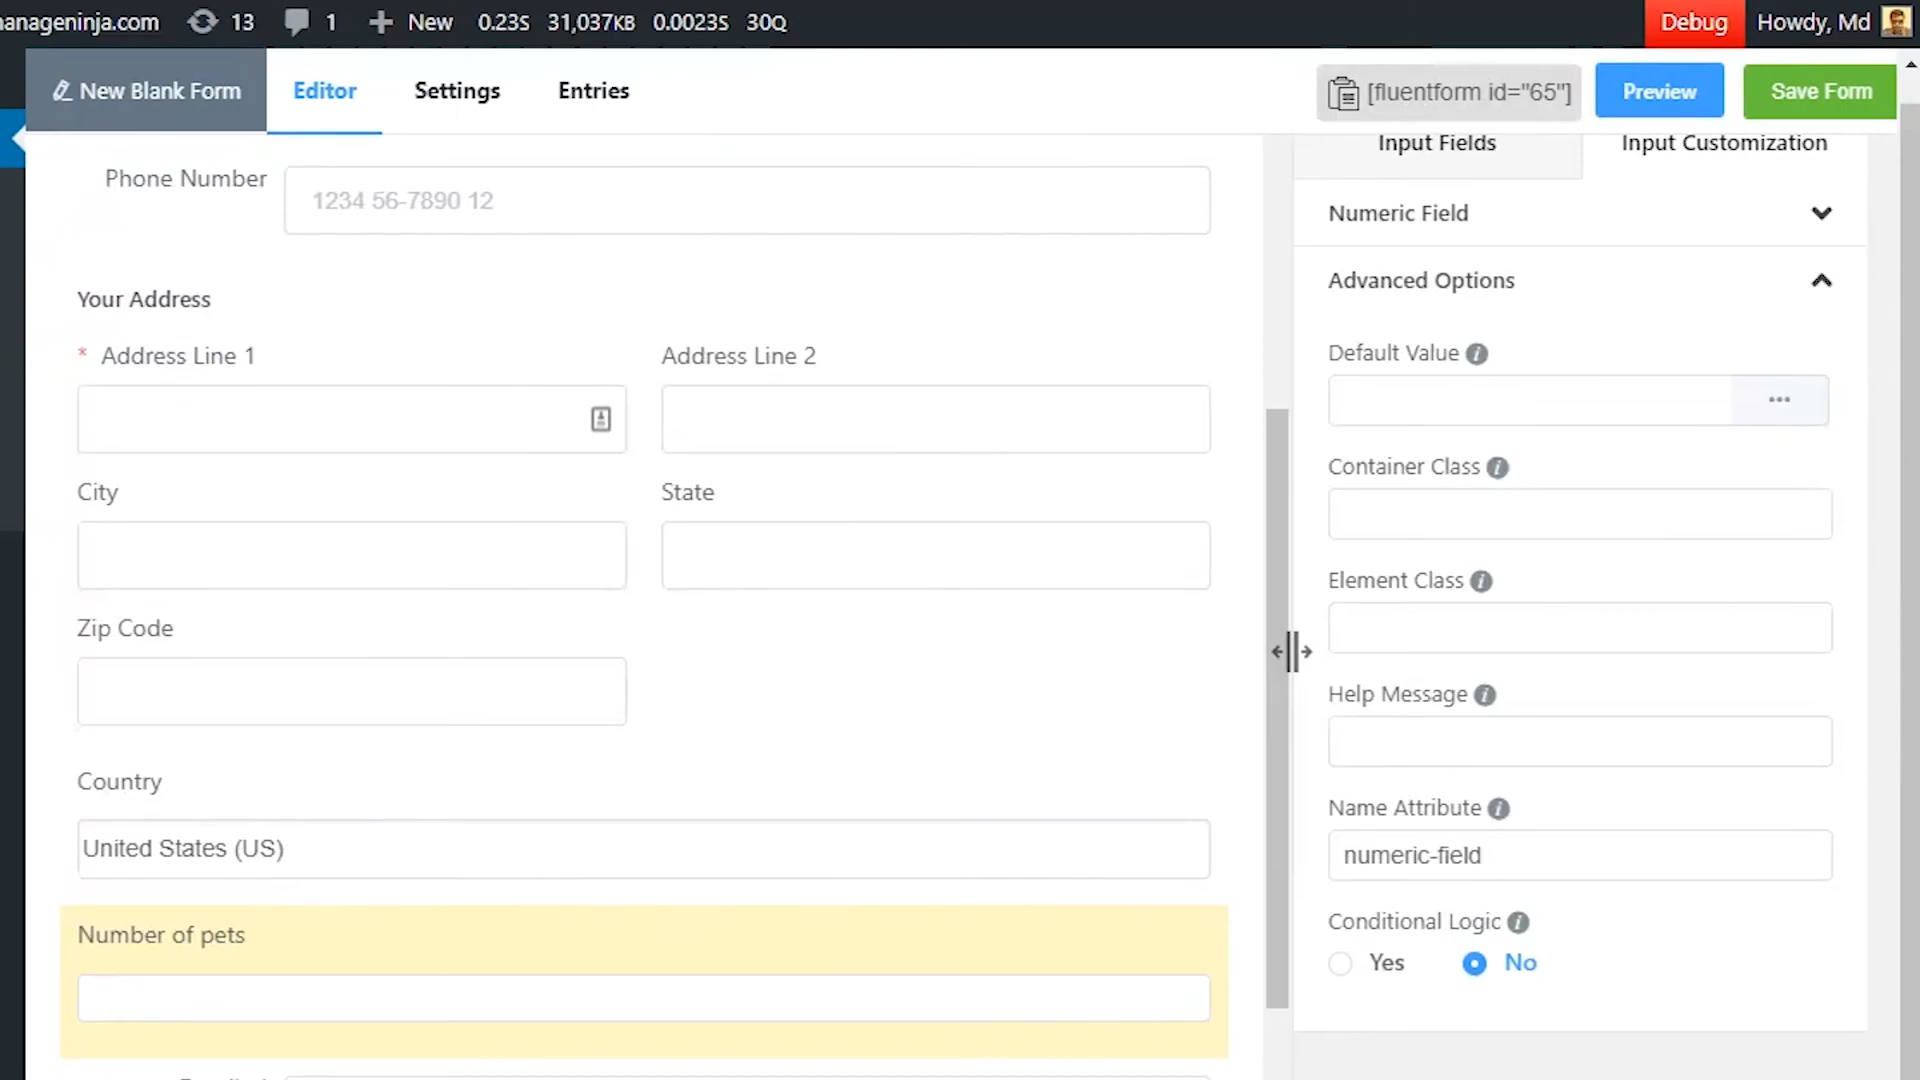 anageninja.com 13 1 New 0.23S 31,037KB 0.0023S 30Q Debug Howdy, Md
New Blank Form Editor Settings Entries [fluentform id="65"] Preview Save Form
Input Fields Input Customization
Phone Number 1234 56-7890 12
Numeric Field
Advanced Options
Your Address
* Address Line 1 Address Line 2
Default Value
•••
Container Class
City State
Element Class
Zip Code
Help Message
Country
Name Attribute
United States (US)
numeric-field
Number of pets
Conditional Logic
Yes No